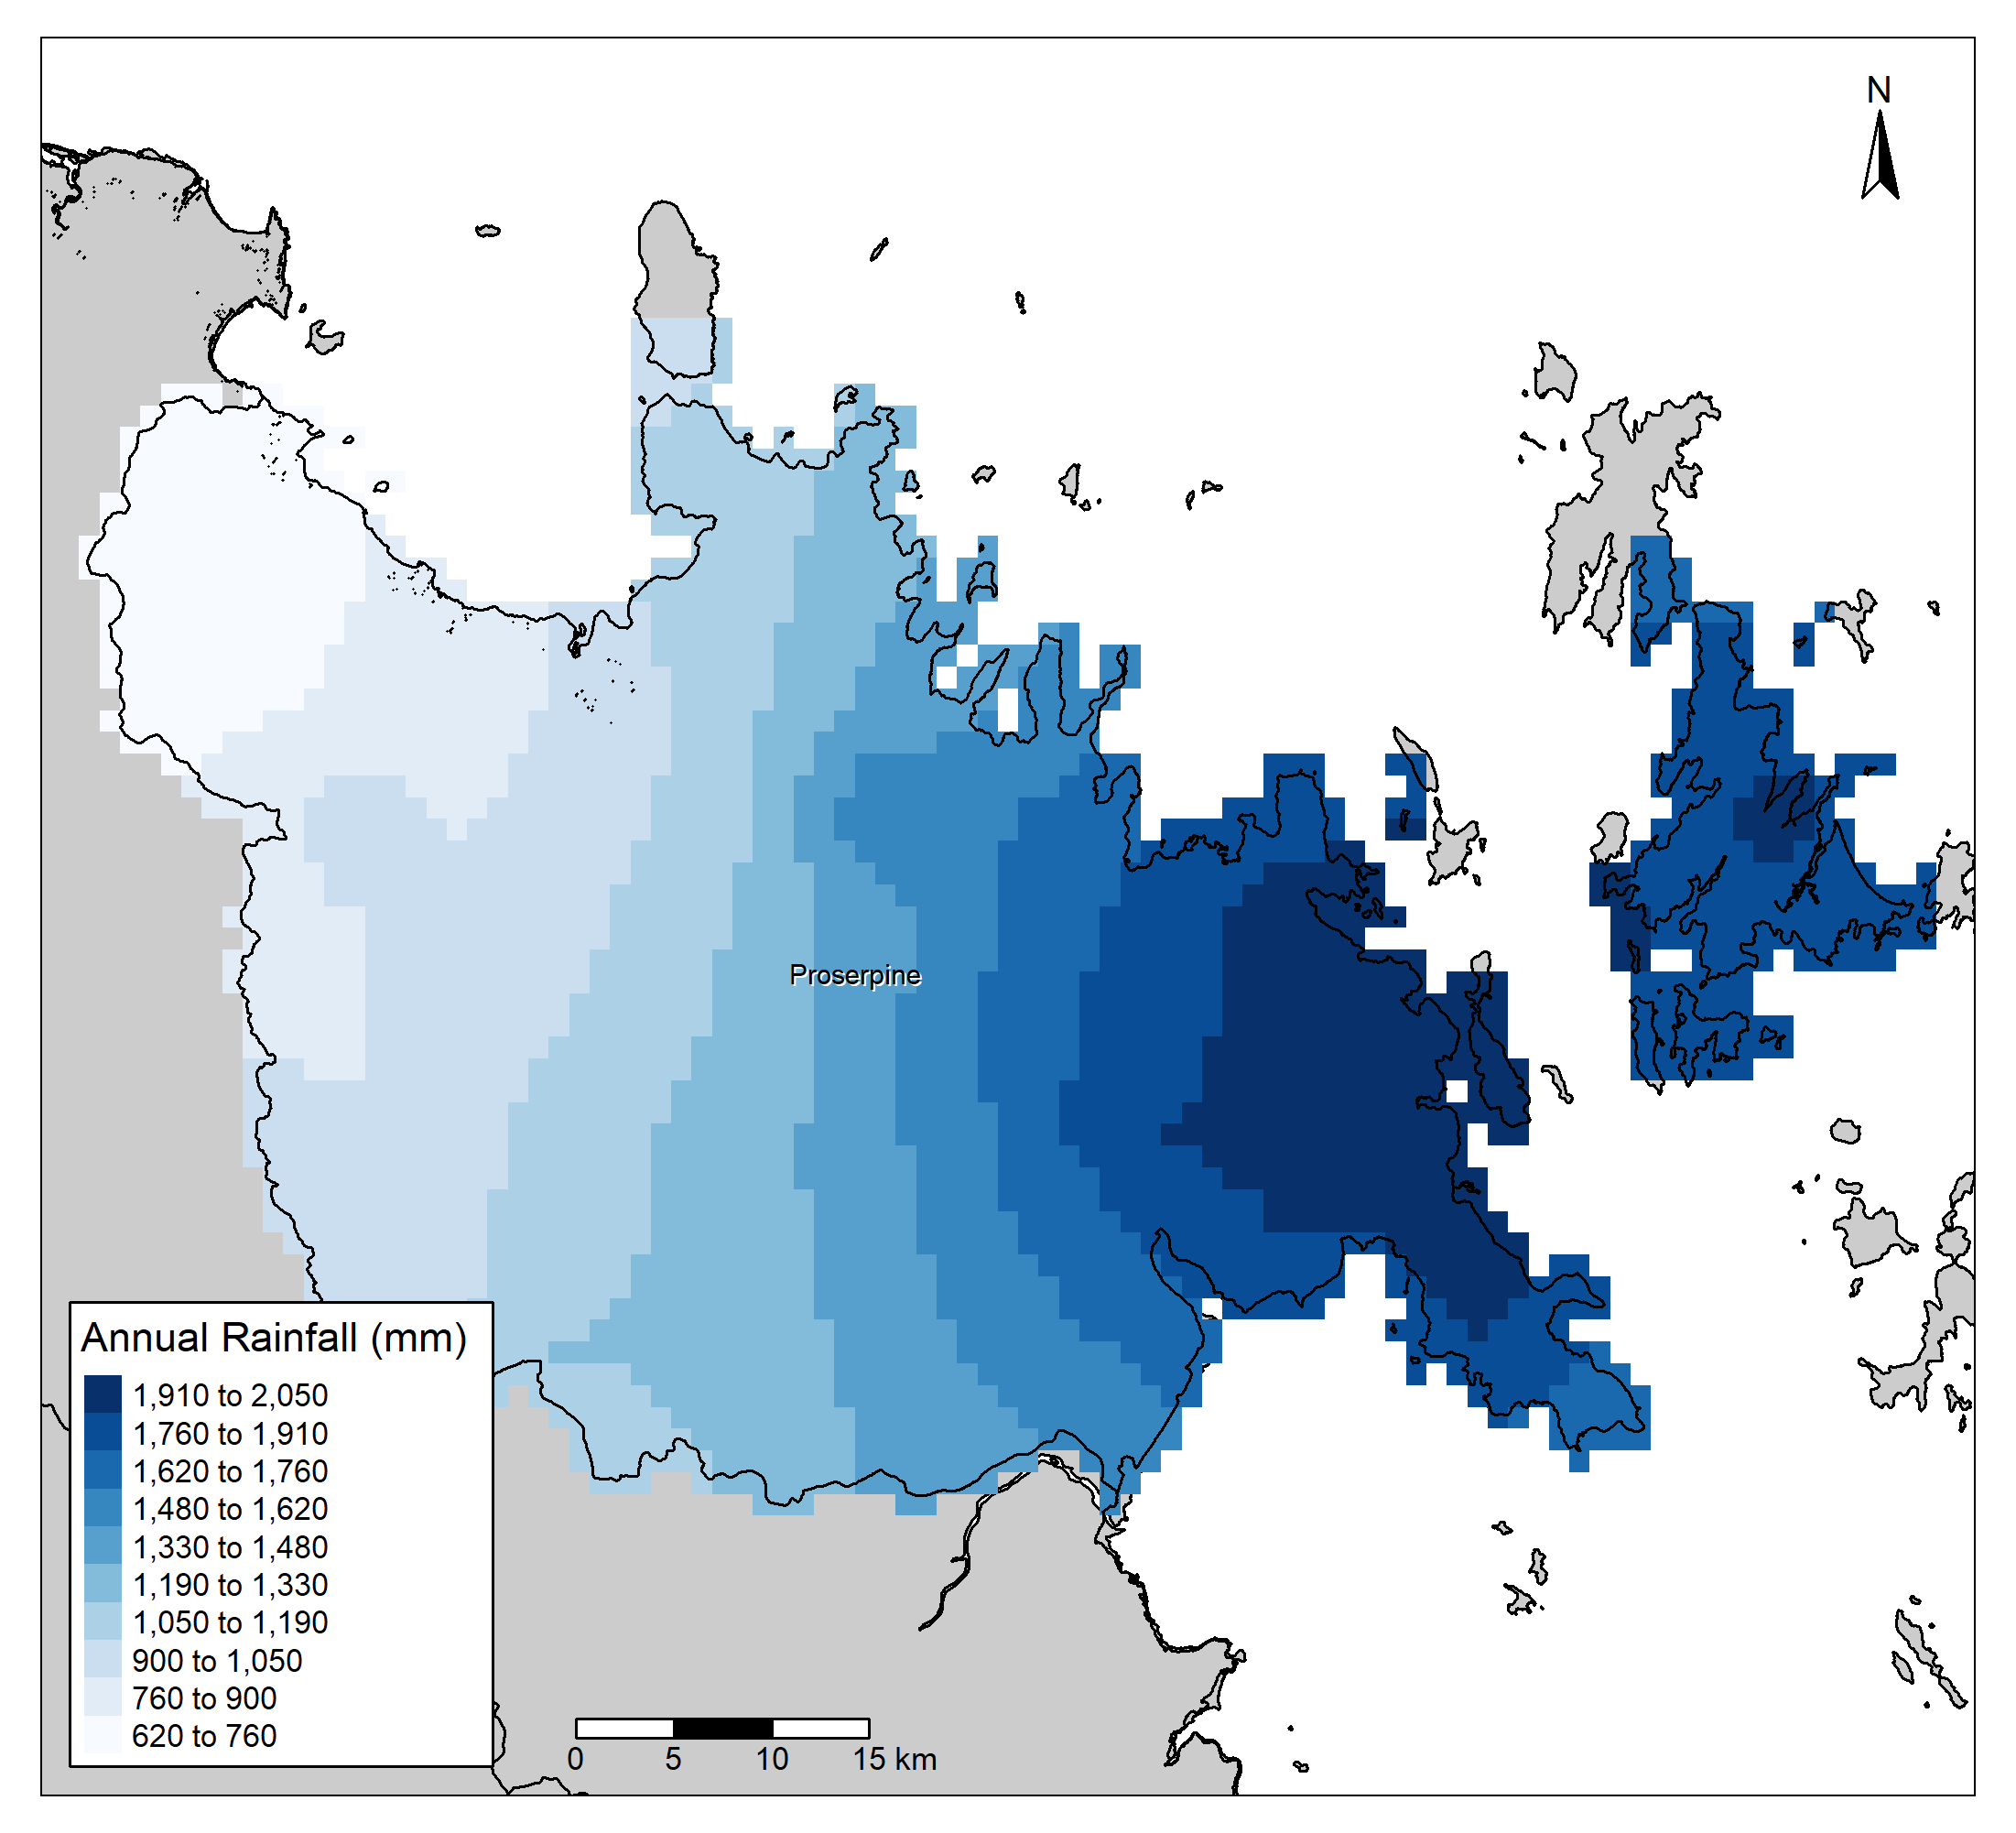 N
Proserpine
Annual Rainfall (mm)
1,910 to 2,050
1,760 to 1,910
1,620 to 1,760
1,480 to 1,620
1,330 to 1,480
1,190 to 1,330
1,050 to 1,190
900 to 1,050
760 to 900
620 to 760
0 5 10 15 km